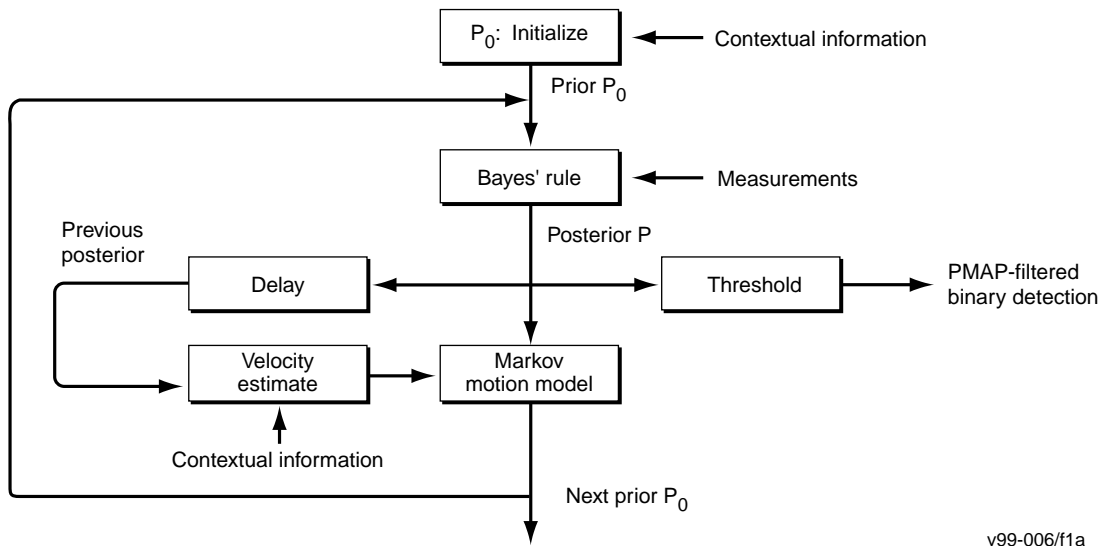 P0: Initialize
Contextual information
Prior P0
Bayes' rule
Measurements
Posterior P
Previous
posterior
Delay
Threshold
PMAP-filtered
binary detection
Velocity
estimate
Markov
motion model
Contextual information
Next prior P0
v99-006/f1a